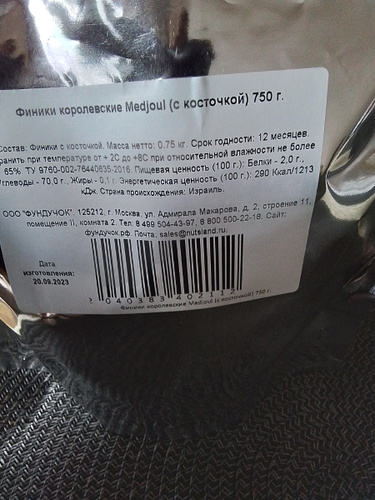 Финики королевские Medjoul (с косточкой) 750 г.
Состав: Финики с косточкой. Масса нетто: 0.75 кг. Срок годности: 12 месяцев.
Хранить при температуре от + 2С до +8С при относительной влажности не более
65% ТУ 9760-002-76440635-2016. Пищевая ценность (100 г.): Белки - 2,0 г.,
Углеводы - 70,0 г., Жиры - 0,1 г. Энергетическая ценность (100 г.): 290 Ккал/1213
кДж. Страна происхождения: Израиль.
ООО "ФУНДУЧОК", 125212, г. Москва, ул. Адмирала Макарова, д. 2, строение 11,
помещение II, комната 2. Тел: 8 499 504-43-97, 8 800 500-22-18. Сайт:
фундучок.рф. Почта: sales@nutsland.ru.
Дата
изготовления:
20.09.2023
2 040383 402112
Финики королевские Medjoul (с косточкой) 750 г.